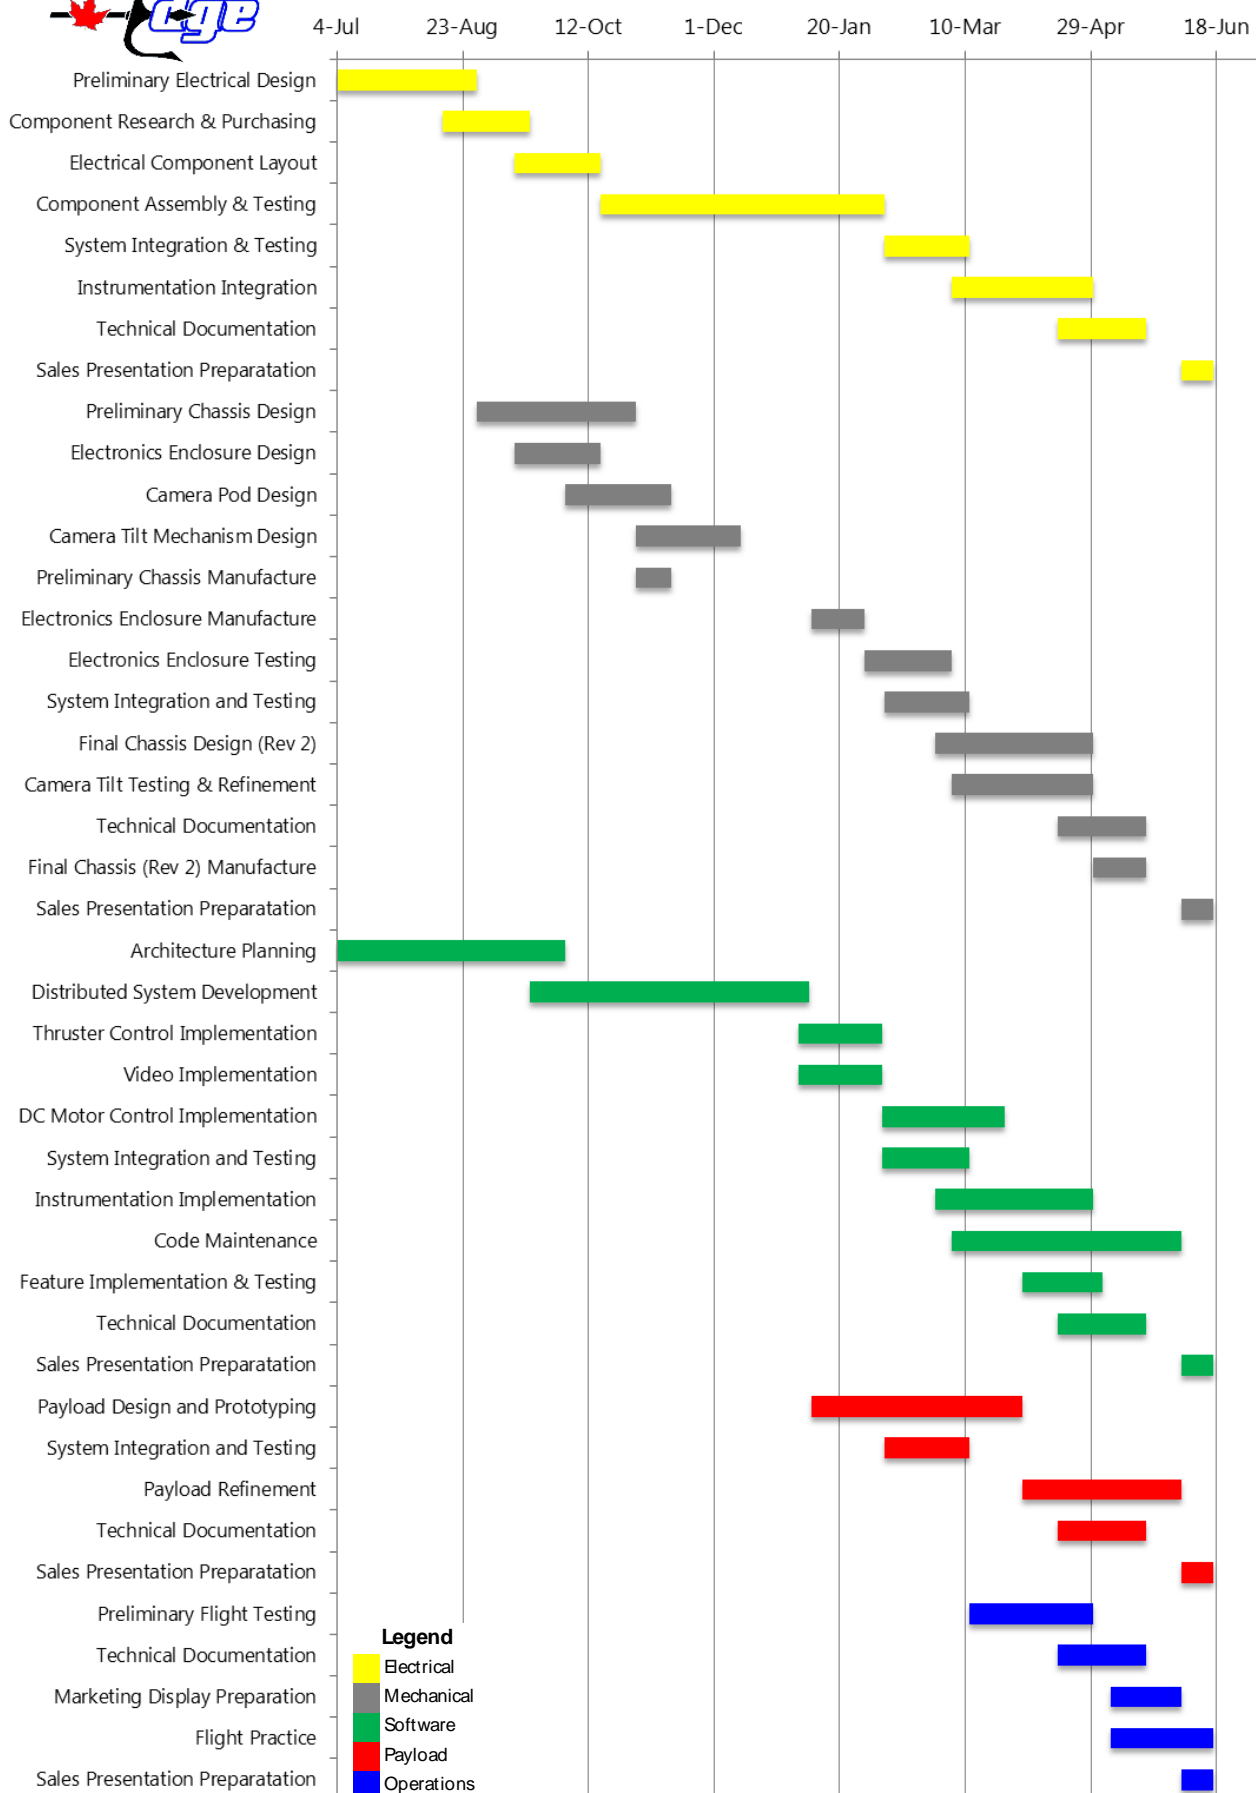 dge
4-Jul 23-Aug 12-Oct 1-Dec 20-Jan 10-Mar 29-Apr 18-Jun
Preliminary Electrical Design
Component Research & Purchasing
Electrical Component Layout
Component Assembly & Testing
System Integration & Testing
Instrumentation Integration
Technical Documentation
Sales Presentation Preparatation
Preliminary Chassis Design
Electronics Enclosure Design
Camera Pod Design
Camera Tilt Mechanism Design
Preliminary Chassis Manufacture
Electronics Enclosure Manufacture
Electronics Enclosure Testing
System Integration and Testing
Final Chassis Design (Rev 2)
Camera Tilt Testing & Refinement
Technical Documentation
Final Chassis (Rev 2) Manufacture
Sales Presentation Preparatation
Architecture Planning
Distributed System Development
Thruster Control Implementation
Video Implementation
DC Motor Control Implementation
System Integration and Testing
Instrumentation Implementation
Code Maintenance
Feature Implementation & Testing
Technical Documentation
Sales Presentation Preparatation
Payload Design and Prototyping
System Integration and Testing
Payload Refinement
Technical Documentation
Sales Presentation Preparatation
Preliminary Flight Testing
Technical Documentation
Marketing Display Preparation
Flight Practice
Sales Presentation Preparatation
Legend
Electrical
Mechanical
Software
Payload
Operations